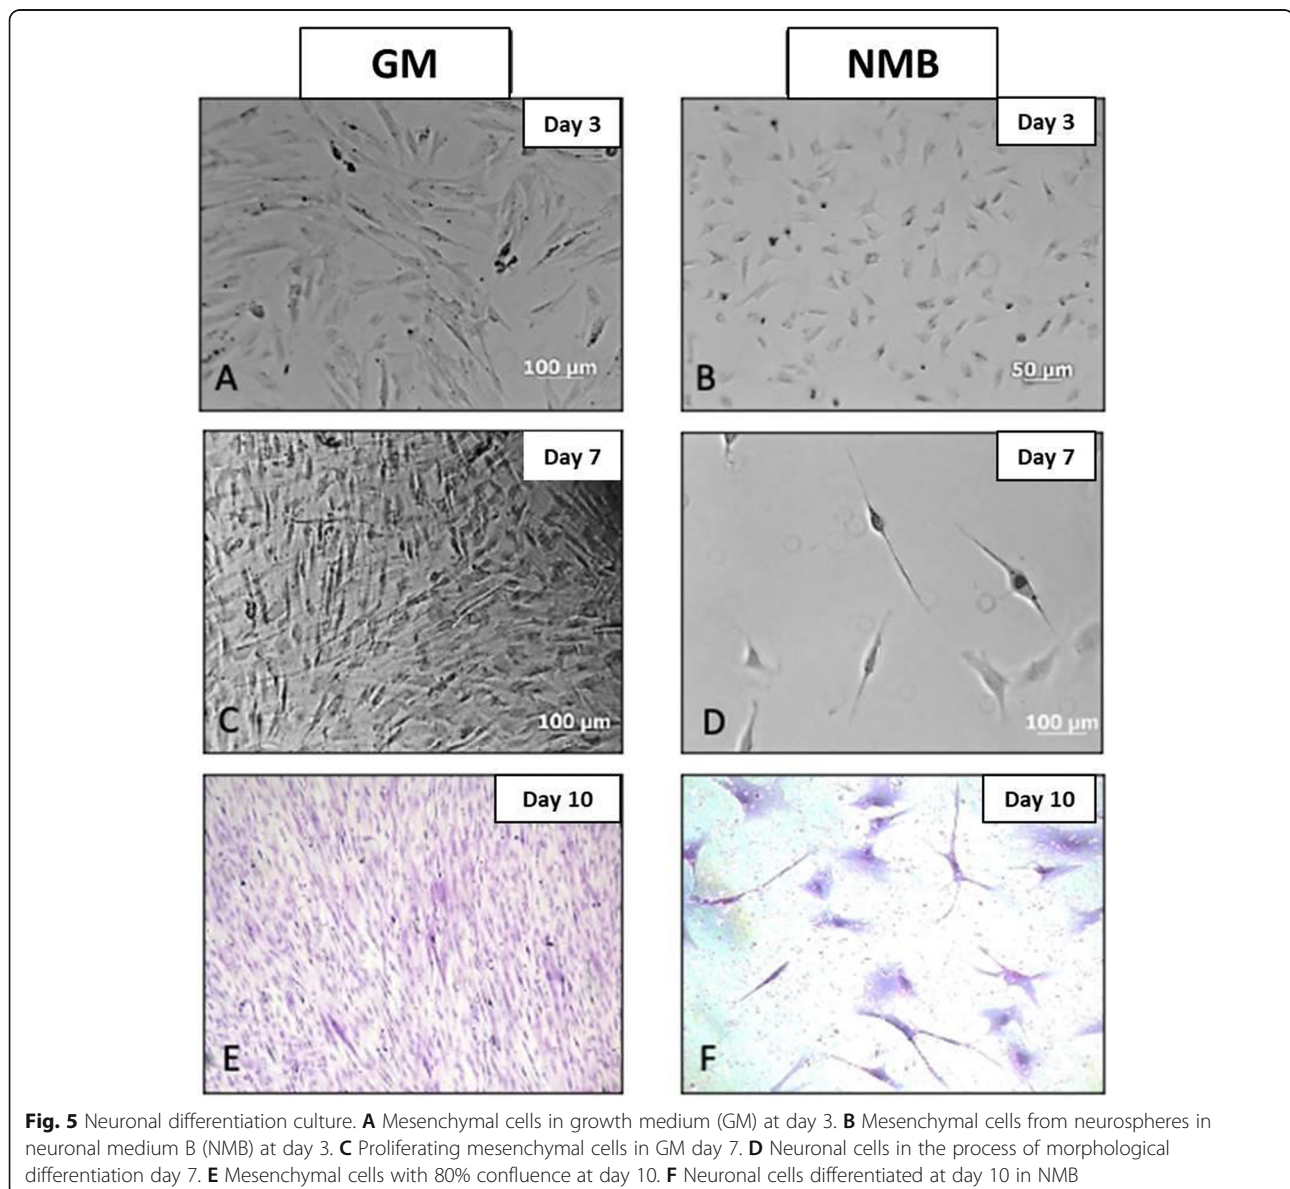 GM
NMB
Day 3
Day 3
A
100 µm
B
50 µm
Day 7
Day 7
C
100 µm
D
100 µm
Day 10
Day 10
E
F
Fig. 5 Neuronal differentiation culture. A Mesenchymal cells in growth medium (GM) at day 3. B Mesenchymal cells from neurospheres in
neuronal medium B (NMB) at day 3. C Proliferating mesenchymal cells in GM day 7. D Neuronal cells in the process of morphological
differentiation day 7. E Mesenchymal cells with 80% confluence at day 10. F Neuronal cells differentiated at day 10 in NMB